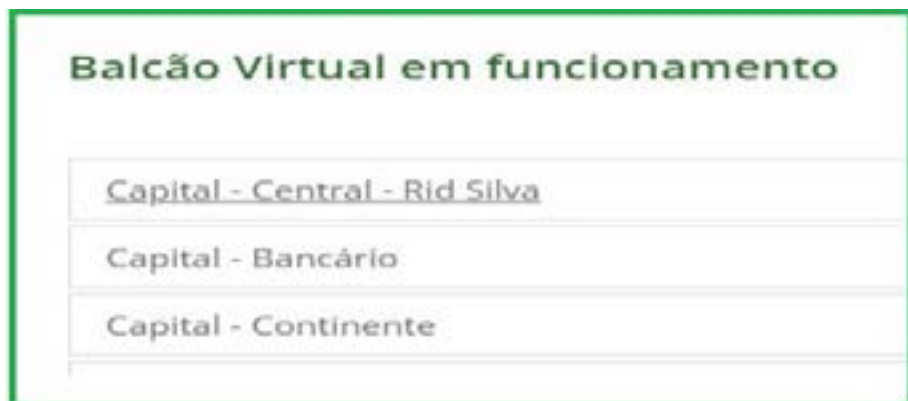 Balcão Virtual em funcionamento
Capital - Central - Rid Silva
Capital - Bancário
Capital - Continente